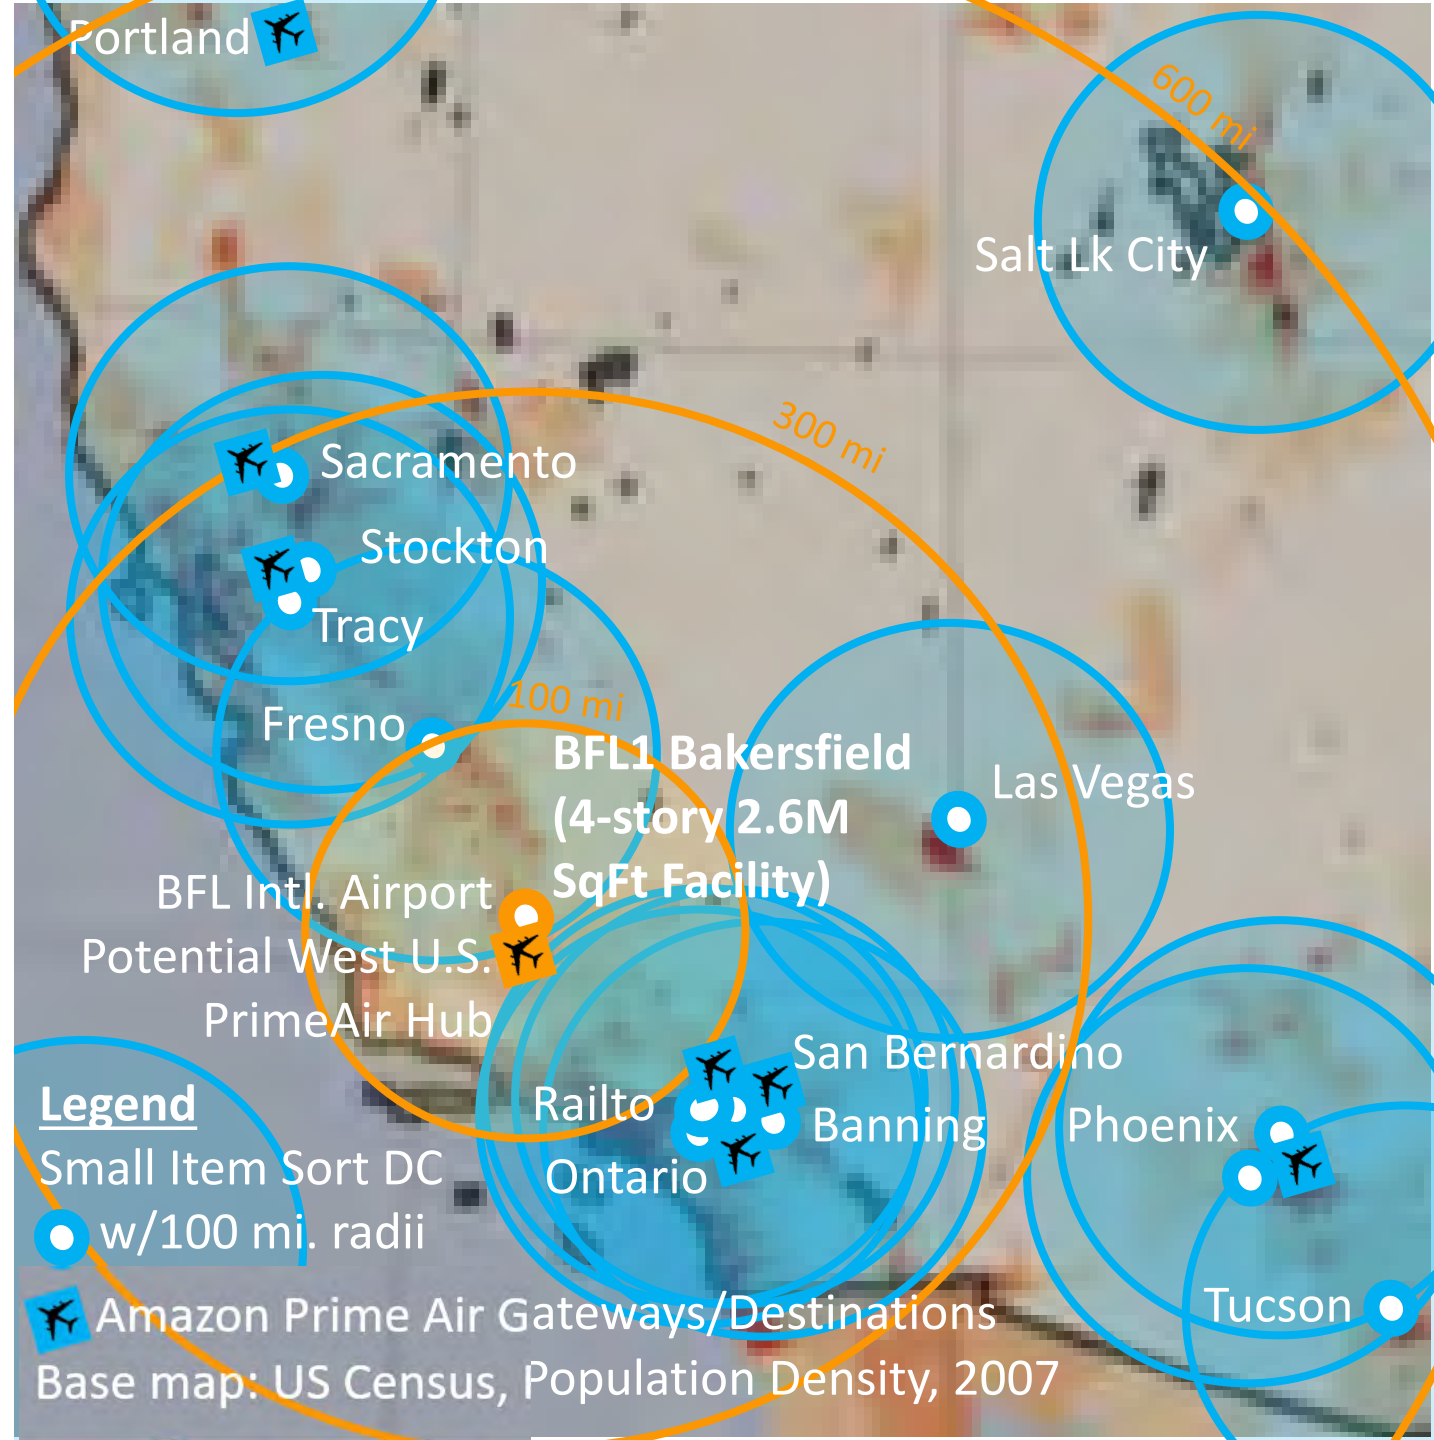 Portland
600 mi
Salt Lk City
300 mi
Sacramento
Stockton
Tracy
100 mi
Fresno
BFL1 Bakersfield
(4-story 2.6M
SqFt Facility)
Las Vegas
BFL Intl. Airport
Potential West U.S.
PrimeAir Hub
San Bernardino
Railto
Banning
Phoenix
Ontario
Tucson
Legend
Small Item Sort DC
w/100 mi. radii
Amazon Prime Air Gateways/Destinations
Base map: US Census, Population Density, 2007